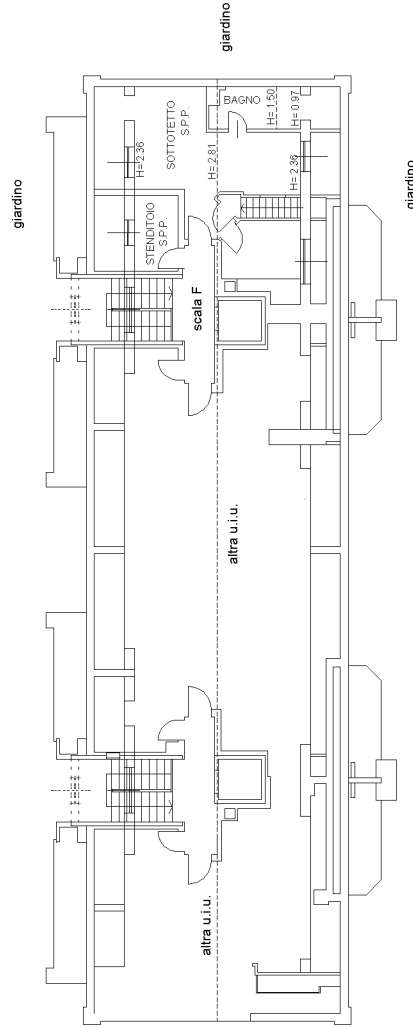 giardino
giardino
giardino
BAGNO
H=1.50
H=0.97
SOTTOTETTO
S.P.P.
H=2.36
H=2.81
H=2.36
STENDITOIO
S.P.P.
scala F
altra u.i.u.
altra u.i.u.